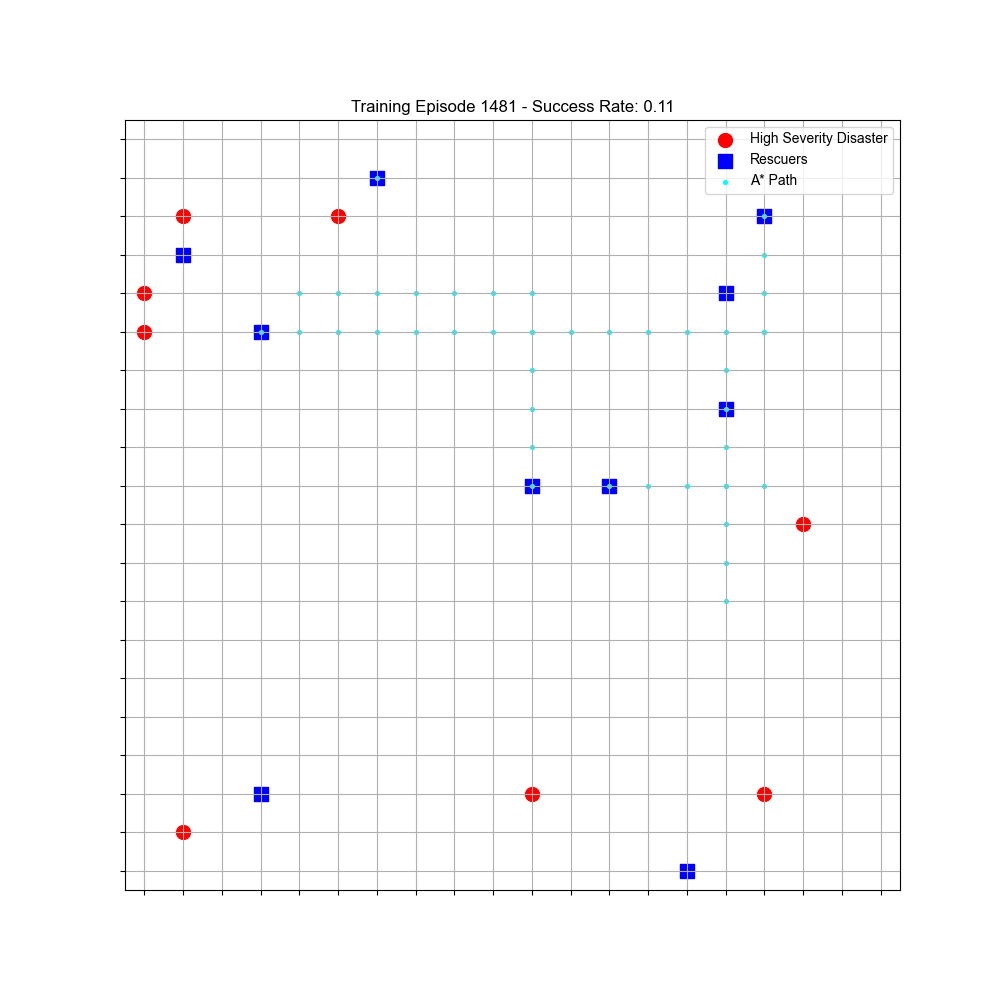 Training Episode 1481 - Success Rate: 0.11
High Severity Disaster
Rescuers
A* Path